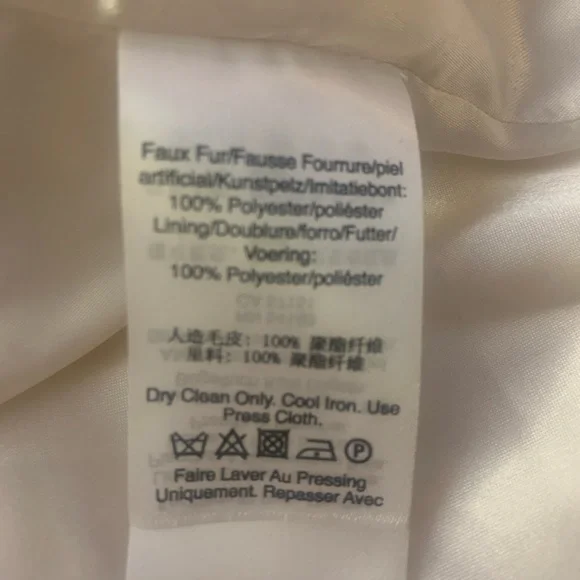 Faux Fur/Fausse Fourrure/piel
artificial/Kunstpelz/Imitatiebont:
100% Polyester/poliéster
Lining/Doublure/forro/Futter/
Voering:
100% Polyester/poliéster
人造毛皮: 100% 聚酯纤维
里料: 100% 聚酯纤维
Dry Clean Only. Cool Iron. Use
Press Cloth.
P
Faire Laver Au Pressing
Uniquement. Repasser Avec